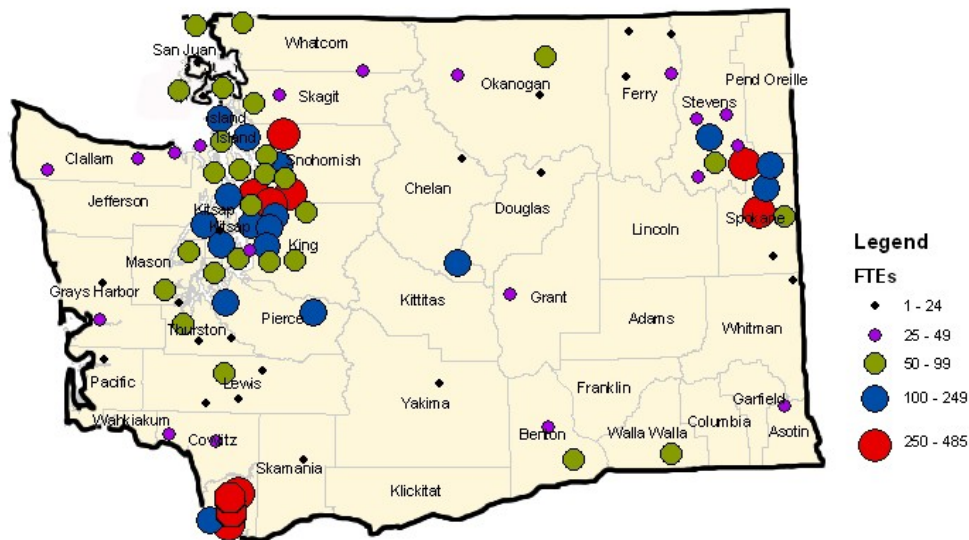 Whatcom
San Juan
Okanogan
Pend Oreille
Ferry
Skagit
Stevens
Island
Island
Clallam
Snohomish
Chelan
Jefferson
Douglas
Kitsap
Lincoln
Spokane
Kitsap
King
Mason
Grays Harbor
Kittitas
Grant
Pierce
Adams
Whitman
Thurston
Pacific
Lewis
Yakima
Franklin
Garfield
Wahkiakum
Columbia
Cowlitz
Benton
Walla Walla
Asotin
Skamania
Klickitat
Legend
FTEs
1 - 24
25 - 49
50 - 99
100 - 249
250 - 485